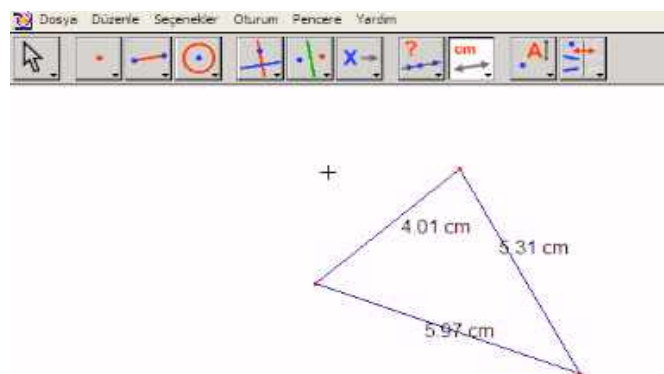 Dosya Düzenle Seçenekler Oturum Pencere Yardım
? cm A
X
4.01 cm
5.31 cm
5.97 cm